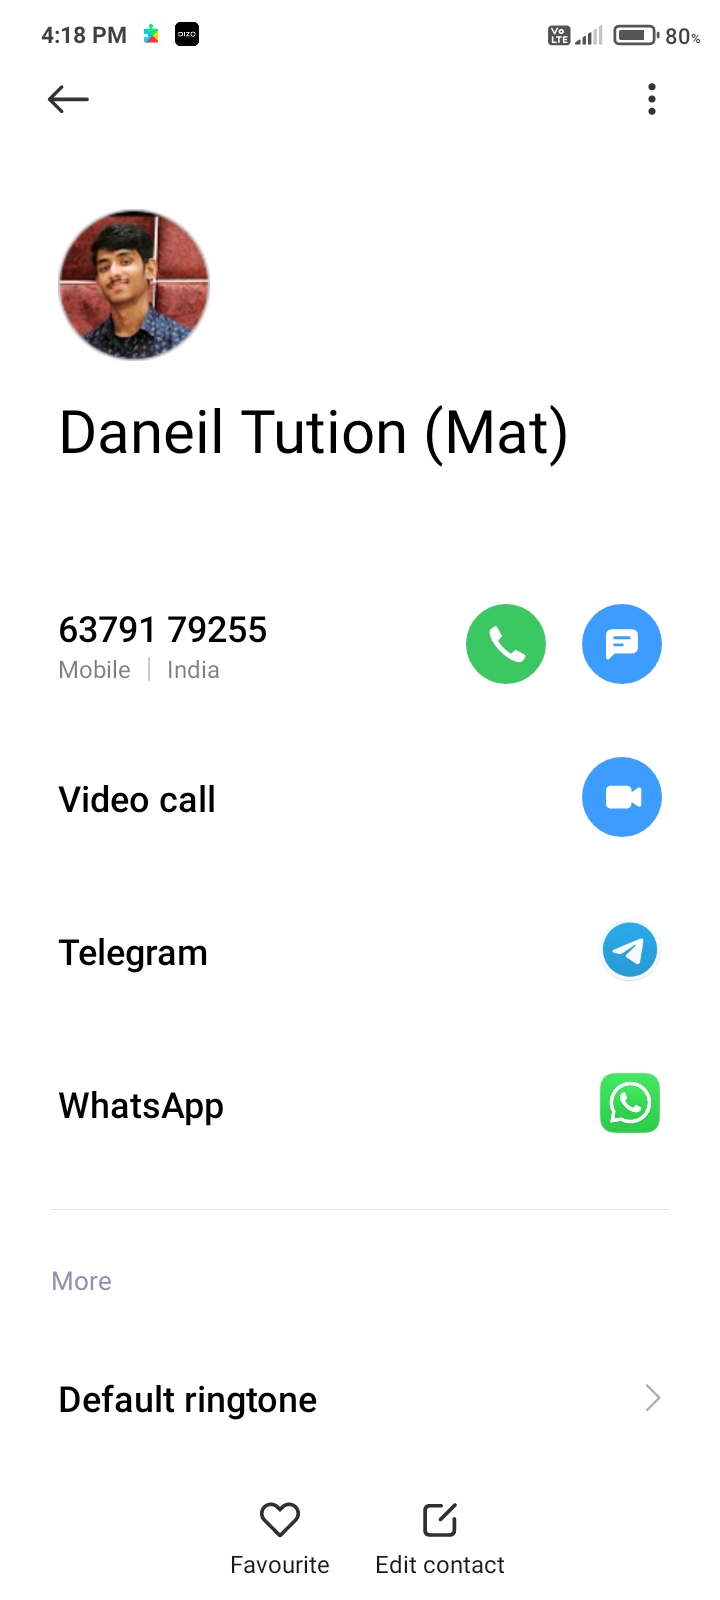 4:18 PM DIZO Vo LTE 80%
Daneil Tution (Mat)
63791 79255
Mobile India
Video call
Telegram
WhatsApp
More
Default ringtone
Favourite Edit contact